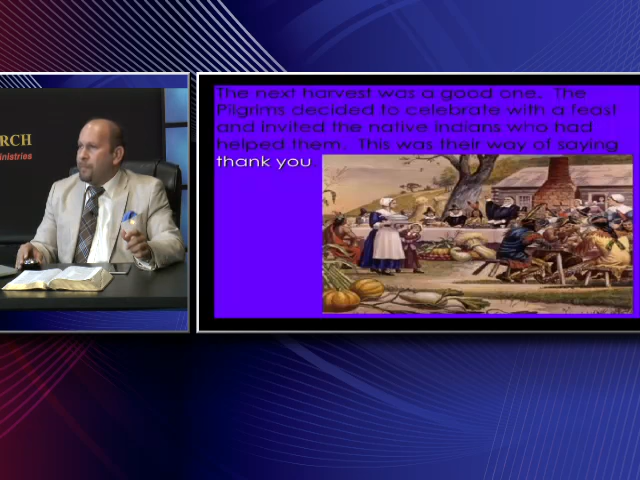 RCH
inistries
The next harvest was a good one. The
Pilgrims decided to celebrate with a feast
and invited the native Indians who had
helped them. This was their way of saying
thank you